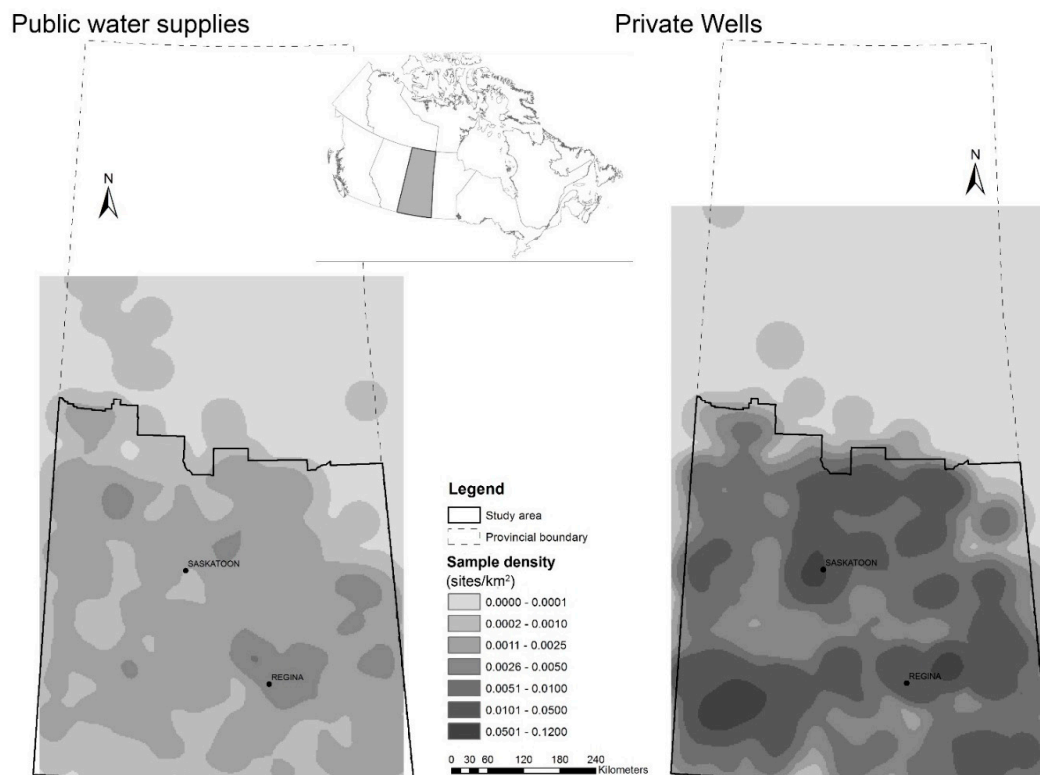 Public water supplies
Private Wells
N
N
SASKATOON
REGINA
Legend
Study area
Provincial boundary
Sample density
(sites/km²)
0.0000 - 0.0001
0.0002 - 0.0010
0.0011 - 0.0025
0.0026 - 0.0050
0.0051 - 0.0100
0.0101 - 0.0500
0.0501 - 0.1200
0 30 60 120 180 240
Kilometers
SASKATOON
REGINA